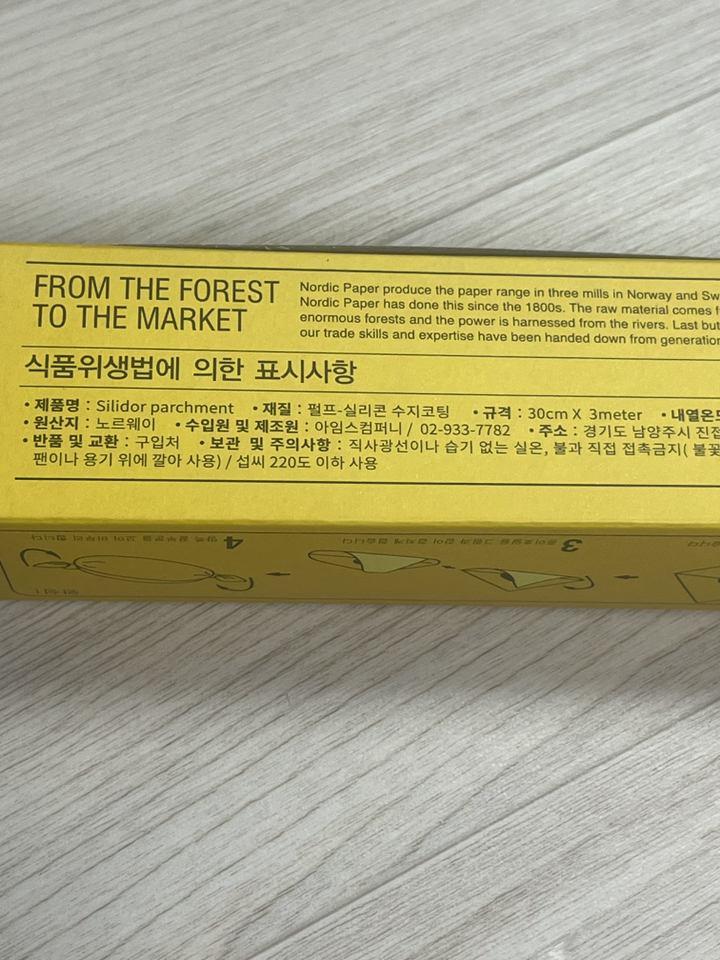 FROM THE FOREST
TO THE MARKET
Nordic Paper produce the paper range in three mills in Norway and Sw
Nordic Paper has done this since the 1800s. The raw material comes f
enormous forests and the power is harnessed from the rivers. Last but
our trade skills and expertise have been handed down from generation
식품위생법에 의한 표시사항
• 제품명 : Silidor parchment • 재질 : 펄프-실리콘 수지코팅 • 규격 : 30cm X 3meter • 내열온도
• 원산지 : 노르웨이 • 수입원 및 제조원 : 아임스컴퍼니 / 02-933-7782 • 주소 : 경기도 남양주시 진접
• 반품 및 교환 : 구입처 • 보관 및 주의사항 : 직사광선이나 습기 없는 실온, 불과 직접 접촉금지( 불꽃
팬이나 용기 위에 깔아 사용) / 섭씨 220도 이하 사용
3
4